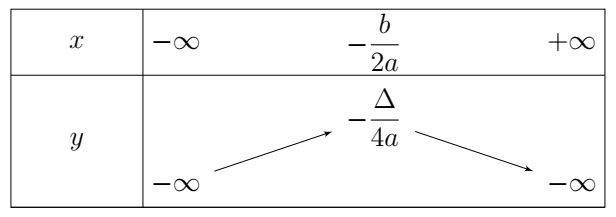 x −∞ −b/2a +∞
y −∞ −Δ/4a −∞